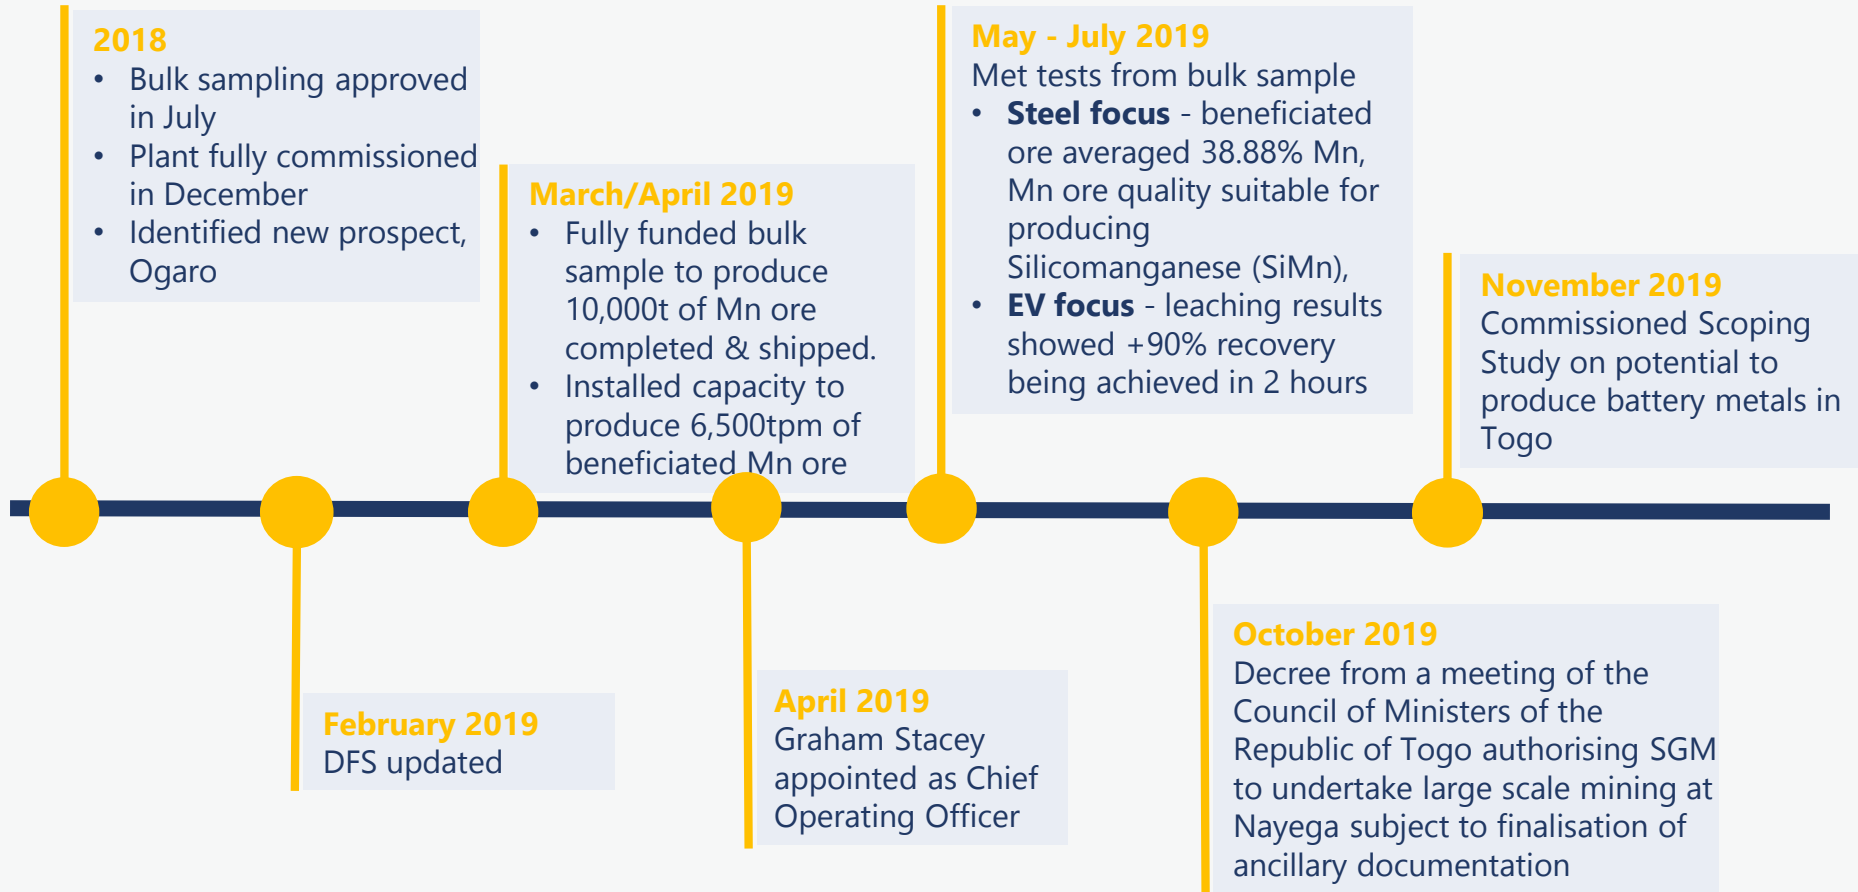 2018
• Bulk sampling approved
in July
• Plant fully commissioned
in December
• Identified new prospect,
Ogaro
February 2019
DFS updated
March/April 2019
• Fully funded bulk
sample to produce
10,000t of Mn ore
completed & shipped.
• Installed capacity to
produce 6,500tpm of
beneficiated Mn ore
April 2019
Graham Stacey
appointed as Chief
Operating Officer
May - July 2019
Met tests from bulk sample
• Steel focus - beneficiated
ore averaged 38.88% Mn,
Mn ore quality suitable for
producing
Silicomanganese (SiMn),
• EV focus - leaching results
showed +90% recovery
being achieved in 2 hours
October 2019
Decree from a meeting of the
Council of Ministers of the
Republic of Togo authorising SGM
to undertake large scale mining at
Nayega subject to finalisation of
ancillary documentation
November 2019
Commissioned Scoping
Study on potential to
produce battery metals in
Togo